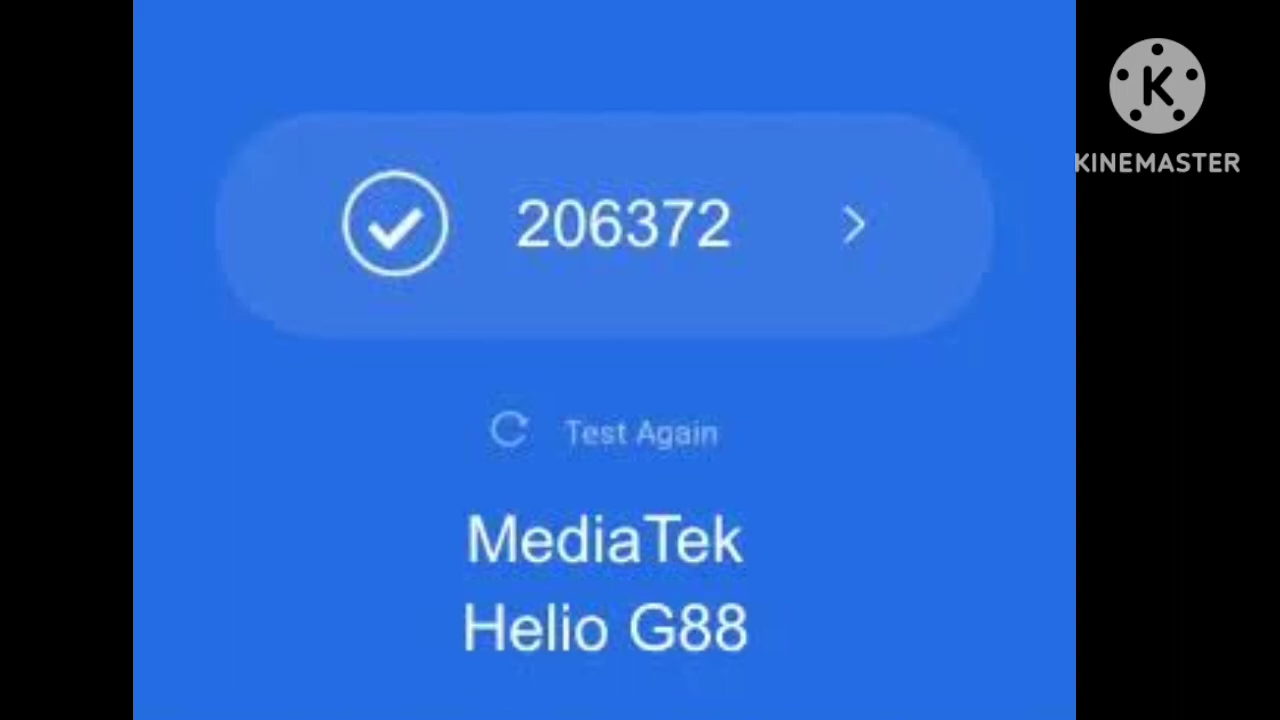 K
KINEMASTER
206372
Test Again
MediaTek
Helio G88